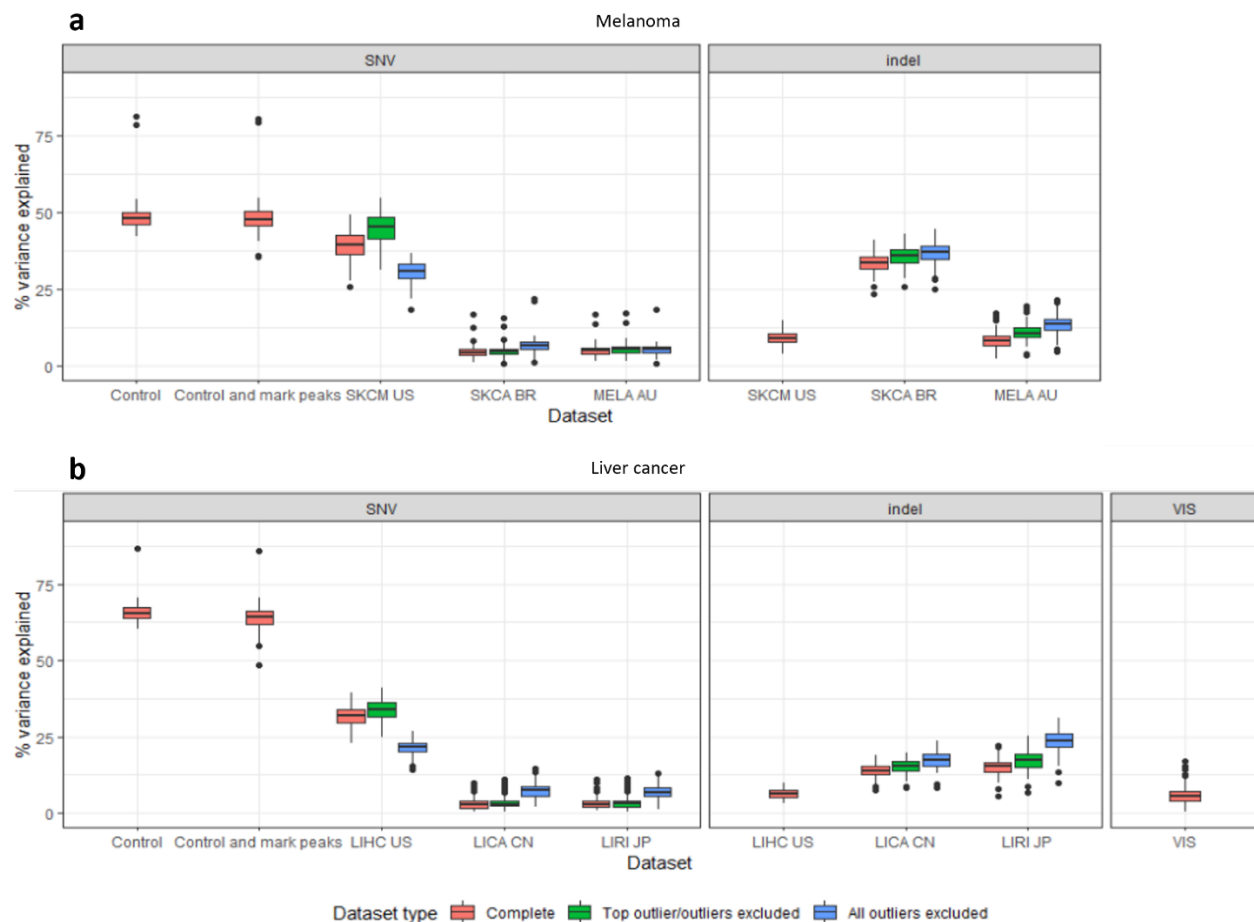 a
Melanoma
SNV
indel
% variance explained
75
50
25
0
Control
Control and mark peaks
SKCM US
SKCA BR
MELA AU
SKCM US
SKCA BR
MELA AU
Dataset
b
Liver cancer
SNV
indel
VIS
% variance explained
75
50
25
0
Control
Control and mark peaks
LIHC US
LICA CN
LIRI JP
LIHC US
LICA CN
LIRI JP
VIS
Dataset
Dataset type
Complete
Top outlier/outliers excluded
All outliers excluded